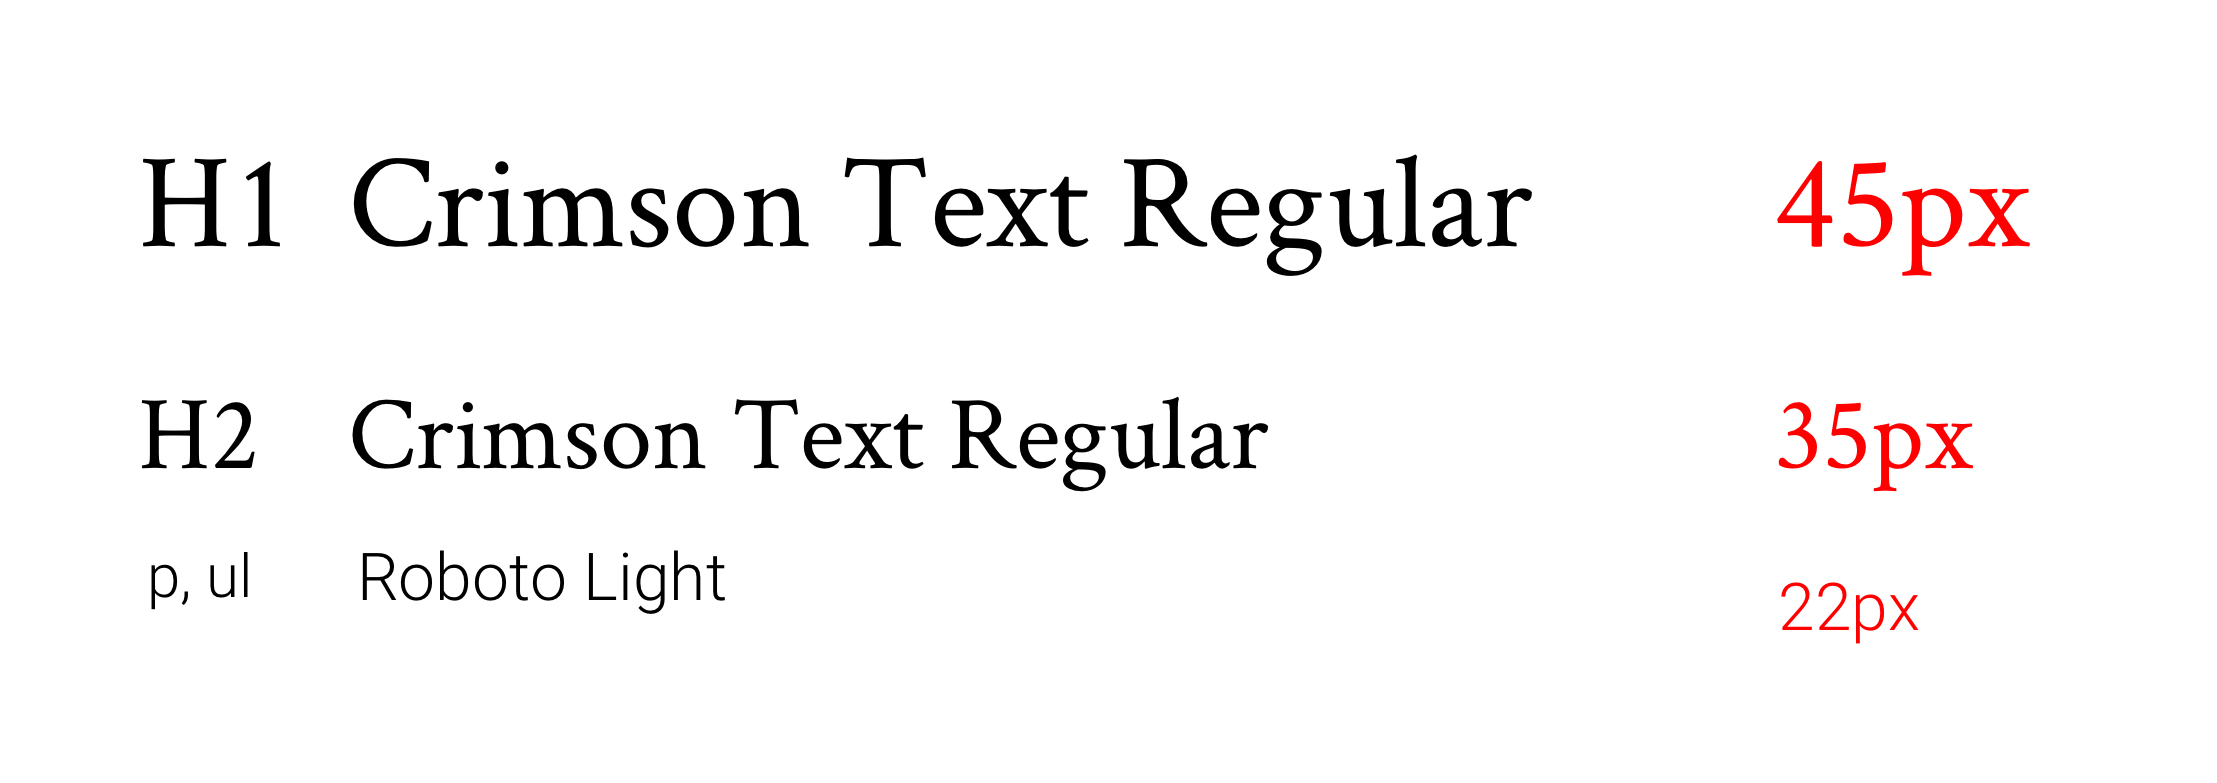 H1 Crimson Text Regular 45px
H2 Crimson Text Regular 35px
p, ul Roboto Light 22px